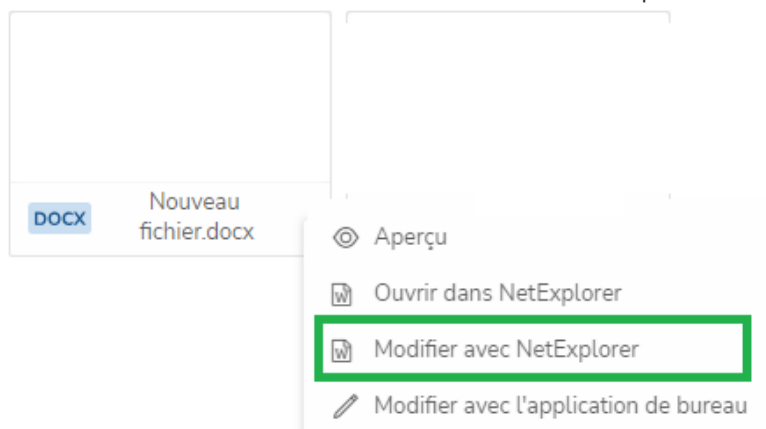 DOCX
Nouveau
fichier.docx
Aperçu
Ouvrir dans NetExplorer
Modifier avec NetExplorer
Modifier avec l'application de bureau